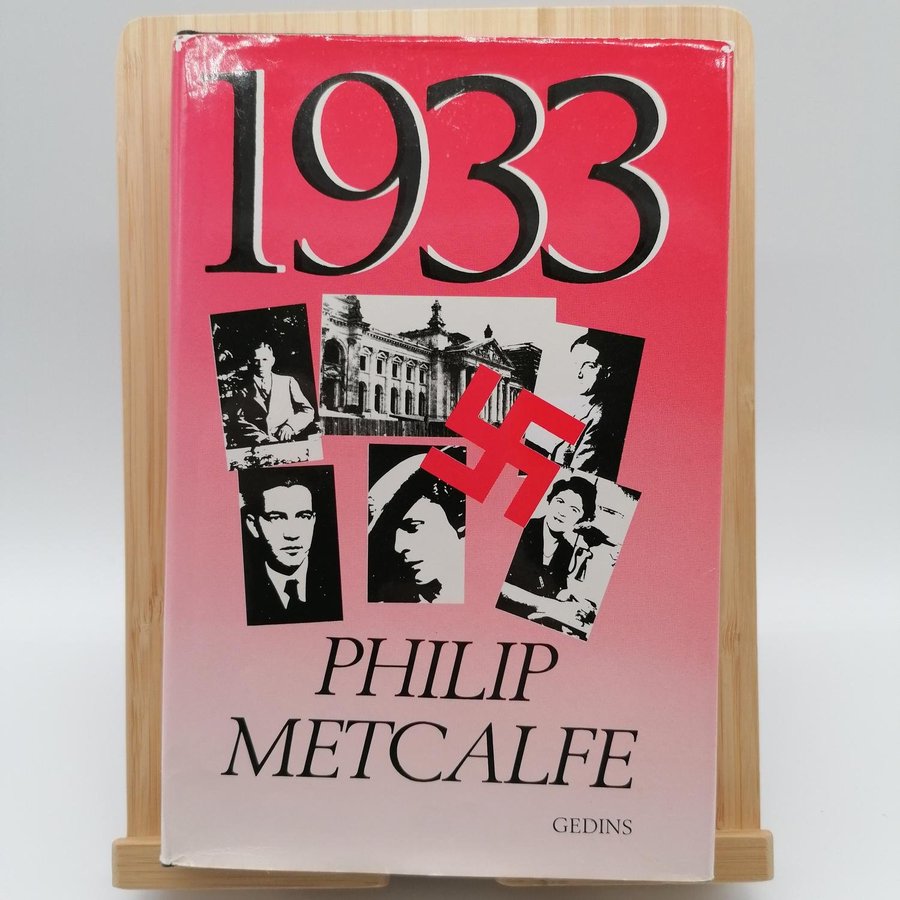 1933
PHILIP
METCALFE
GEDINS